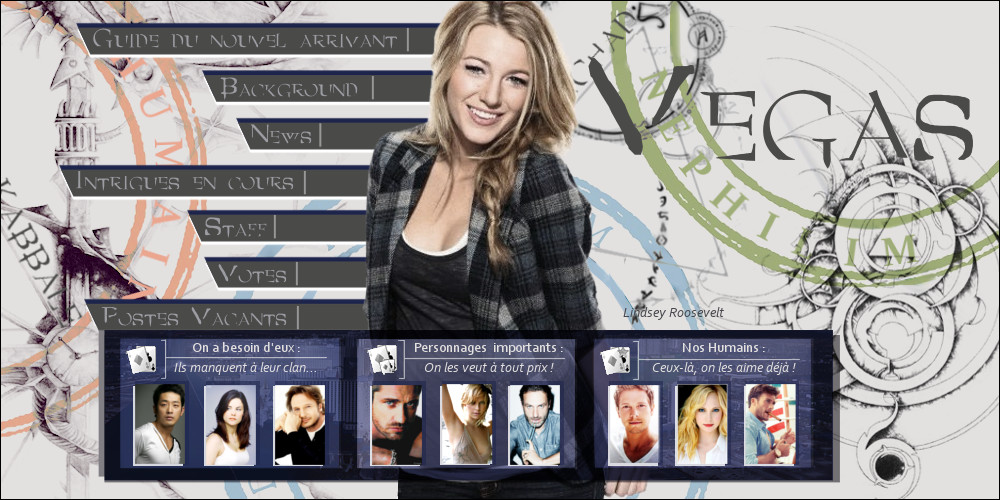 Guide du nouvel arrivant |
Background |
News |
Intrigues en cours |
Staff |
Votes |
Postes Vacants |
Vegas
NEPHILIM
Lindsey Roosevelt
On a besoin d'eux :
Ils manquent à leur clan...
Personnages importants :
On les veut à tout prix !
Nos Humains :
Ceux-là, on les aime déjà !